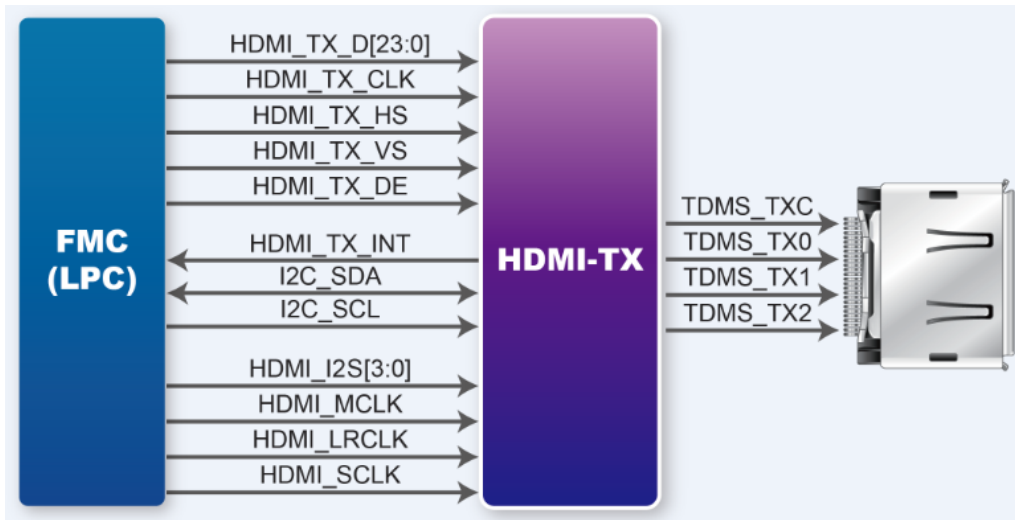 FMC
(LPC)
HDMI_TX_D[23:0]
HDMI_TX_CLK
HDMI_TX_HS
HDMI_TX_VS
HDMI_TX_DE
HDMI_TX_INT
I2C_SDA
I2C_SCL
HDMI_I2S[3:0]
HDMI_MCLK
HDMI_LRCLK
HDMI_SCLK
HDMI-TX
TDMS_TXC
TDMS_TX0
TDMS_TX1
TDMS_TX2